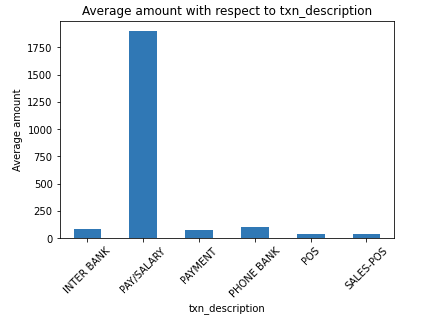 Average amount with respect to txn_description
1750
1500
1250
1000
750
500
250
0
Average amount
INTER BANK
PAY/SALARY
PAYMENT
PHONE BANK
POS
SALES-POS
txn_description